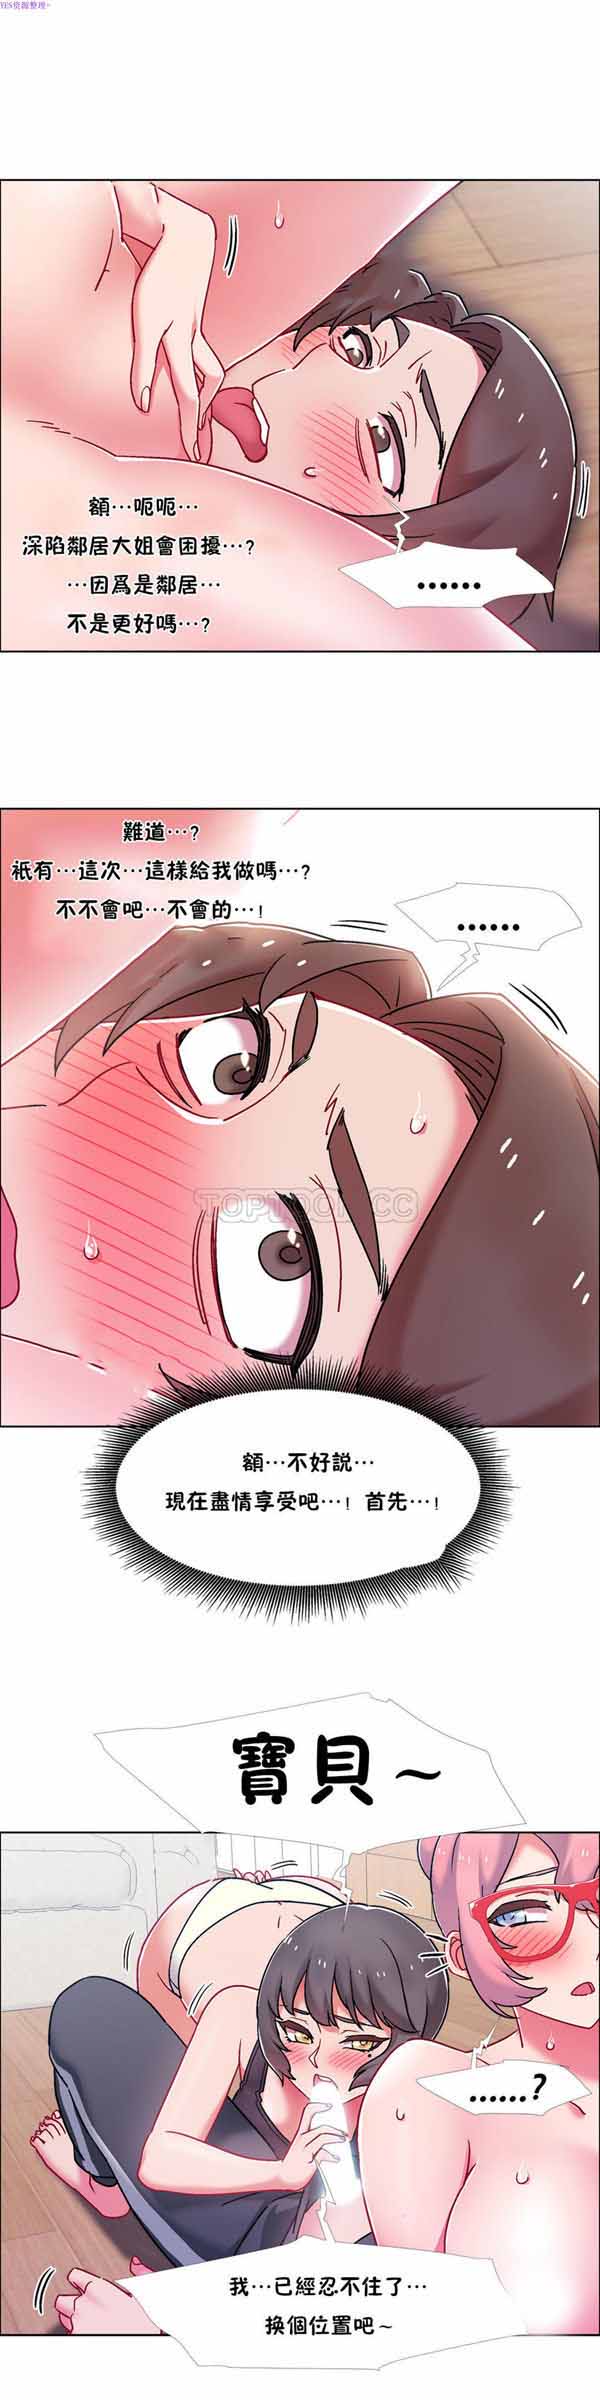 YES资源整理~
額…呃呃…
深陷鄰居大姐會困擾…?
…因爲是鄰居…
不是更好嗎…?
......
難道…?
祇有…這次…這樣給我做嗎…?
不不會吧…不會的…!
......
TOPTOON.CC
額…不好説…
現在盡情享受吧…! 首先…!
寶貝~
......?
我…已經忍不住了…
换個位置吧~